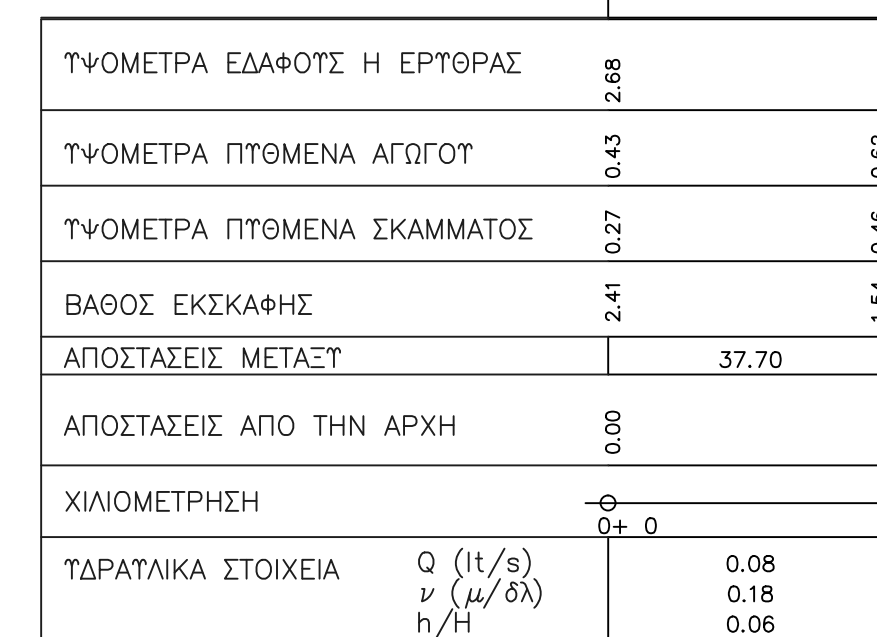 ΥΨΟΜΕΤΡΑ ΕΔΑΦΟΥΣ Η ΕΡΥΘΡΑΣ 2.68
ΥΨΟΜΕΤΡΑ ΠΥΘΜΕΝΑ ΑΓΩΓΟΥ 0.43
ΥΨΟΜΕΤΡΑ ΠΥΘΜΕΝΑ ΣΚΑΜΜΑΤΟΣ 0.27
ΒΑΘΟΣ ΕΚΣΚΑΦΗΣ 2.41
ΑΠΟΣΤΑΣΕΙΣ ΜΕΤΑΞΥ 37.70
ΑΠΟΣΤΑΣΕΙΣ ΑΠΟ ΤΗΝ ΑΡΧΗ 0.00
ΧΙΛΙΟΜΕΤΡΗΣΗ 0+ 0
ΥΔΡΑΥΛΙΚΑ ΣΤΟΙΧΕΙΑ Q (lt/s) 0.08
ν (μ/δλ) 0.18
h/H 0.06